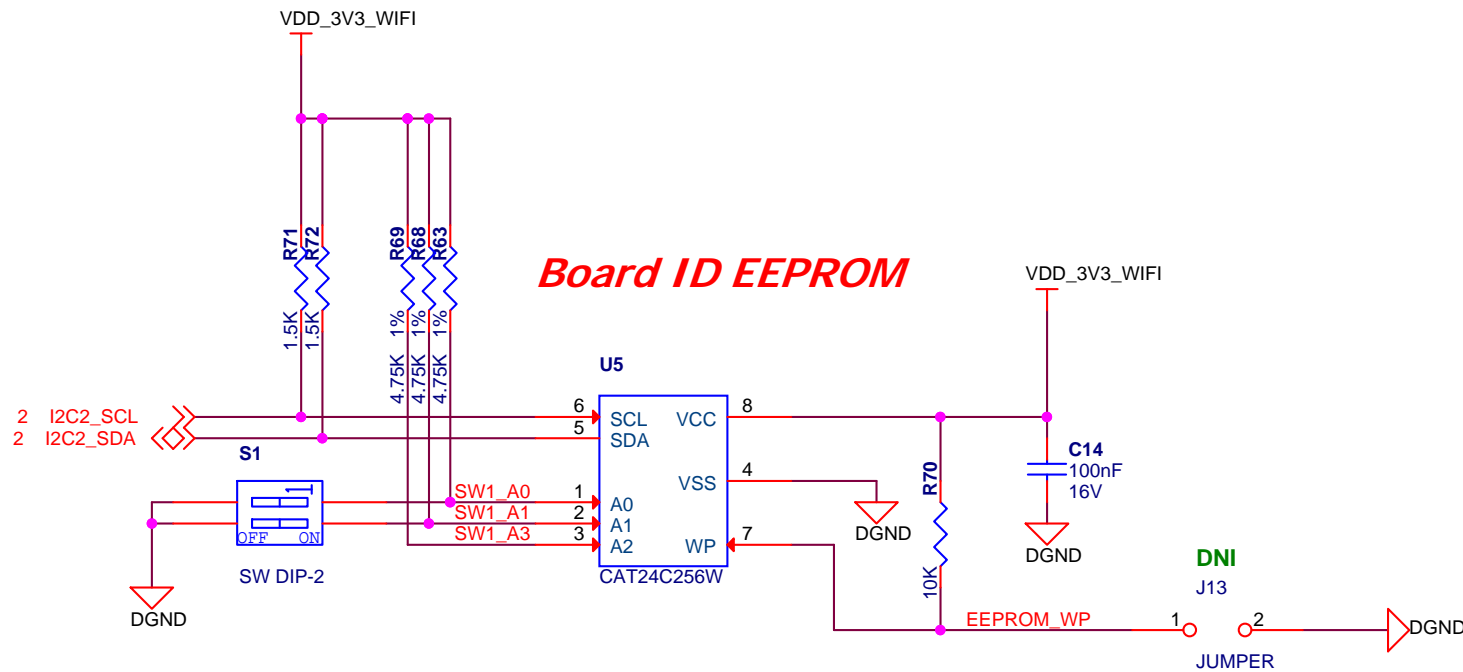 VDD_3V3_WIFI
R71
R72
R69
R68
R63
1.5K
1.5K
4.75K 1%
4.75K 1%
4.75K 1%
Board ID EEPROM
VDD_3V3_WIFI
U5
2 I2C2_SCL
2 I2C2_SDA
6 SCL
5 SDA
VCC 8
VSS 4
WP 7
S1
1
OFF ON
SW DIP-2
DGND
SW1_A0 1 A0
SW1_A1 2 A1
SW1_A3 3 A2
CAT24C256W
DGND
R70
10K
C14
100nF
16V
DGND
EEPROM_WP
DNI
J13
1 2
JUMPER
DGND